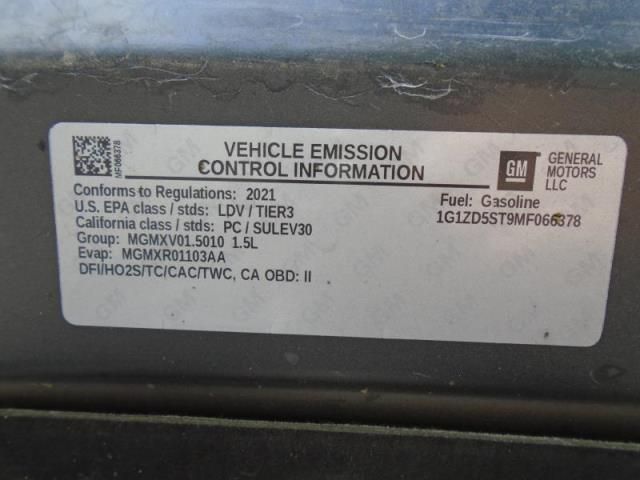 MF066378
VEHICLE EMISSION
CONTROL INFORMATION
GM
GENERAL
MOTORS
LLC
Conforms to Regulations: 2021
U.S. EPA class / stds: LDV / TIER3
California class / stds: PC / SULEV30
Group: MGMXV01.5010 1.5L
Evap: MGMXR01103AA
DFI/HO2S/TC/CAC/TWC, CA OBD: II
Fuel: Gasoline
1G1ZD5ST9MF066378